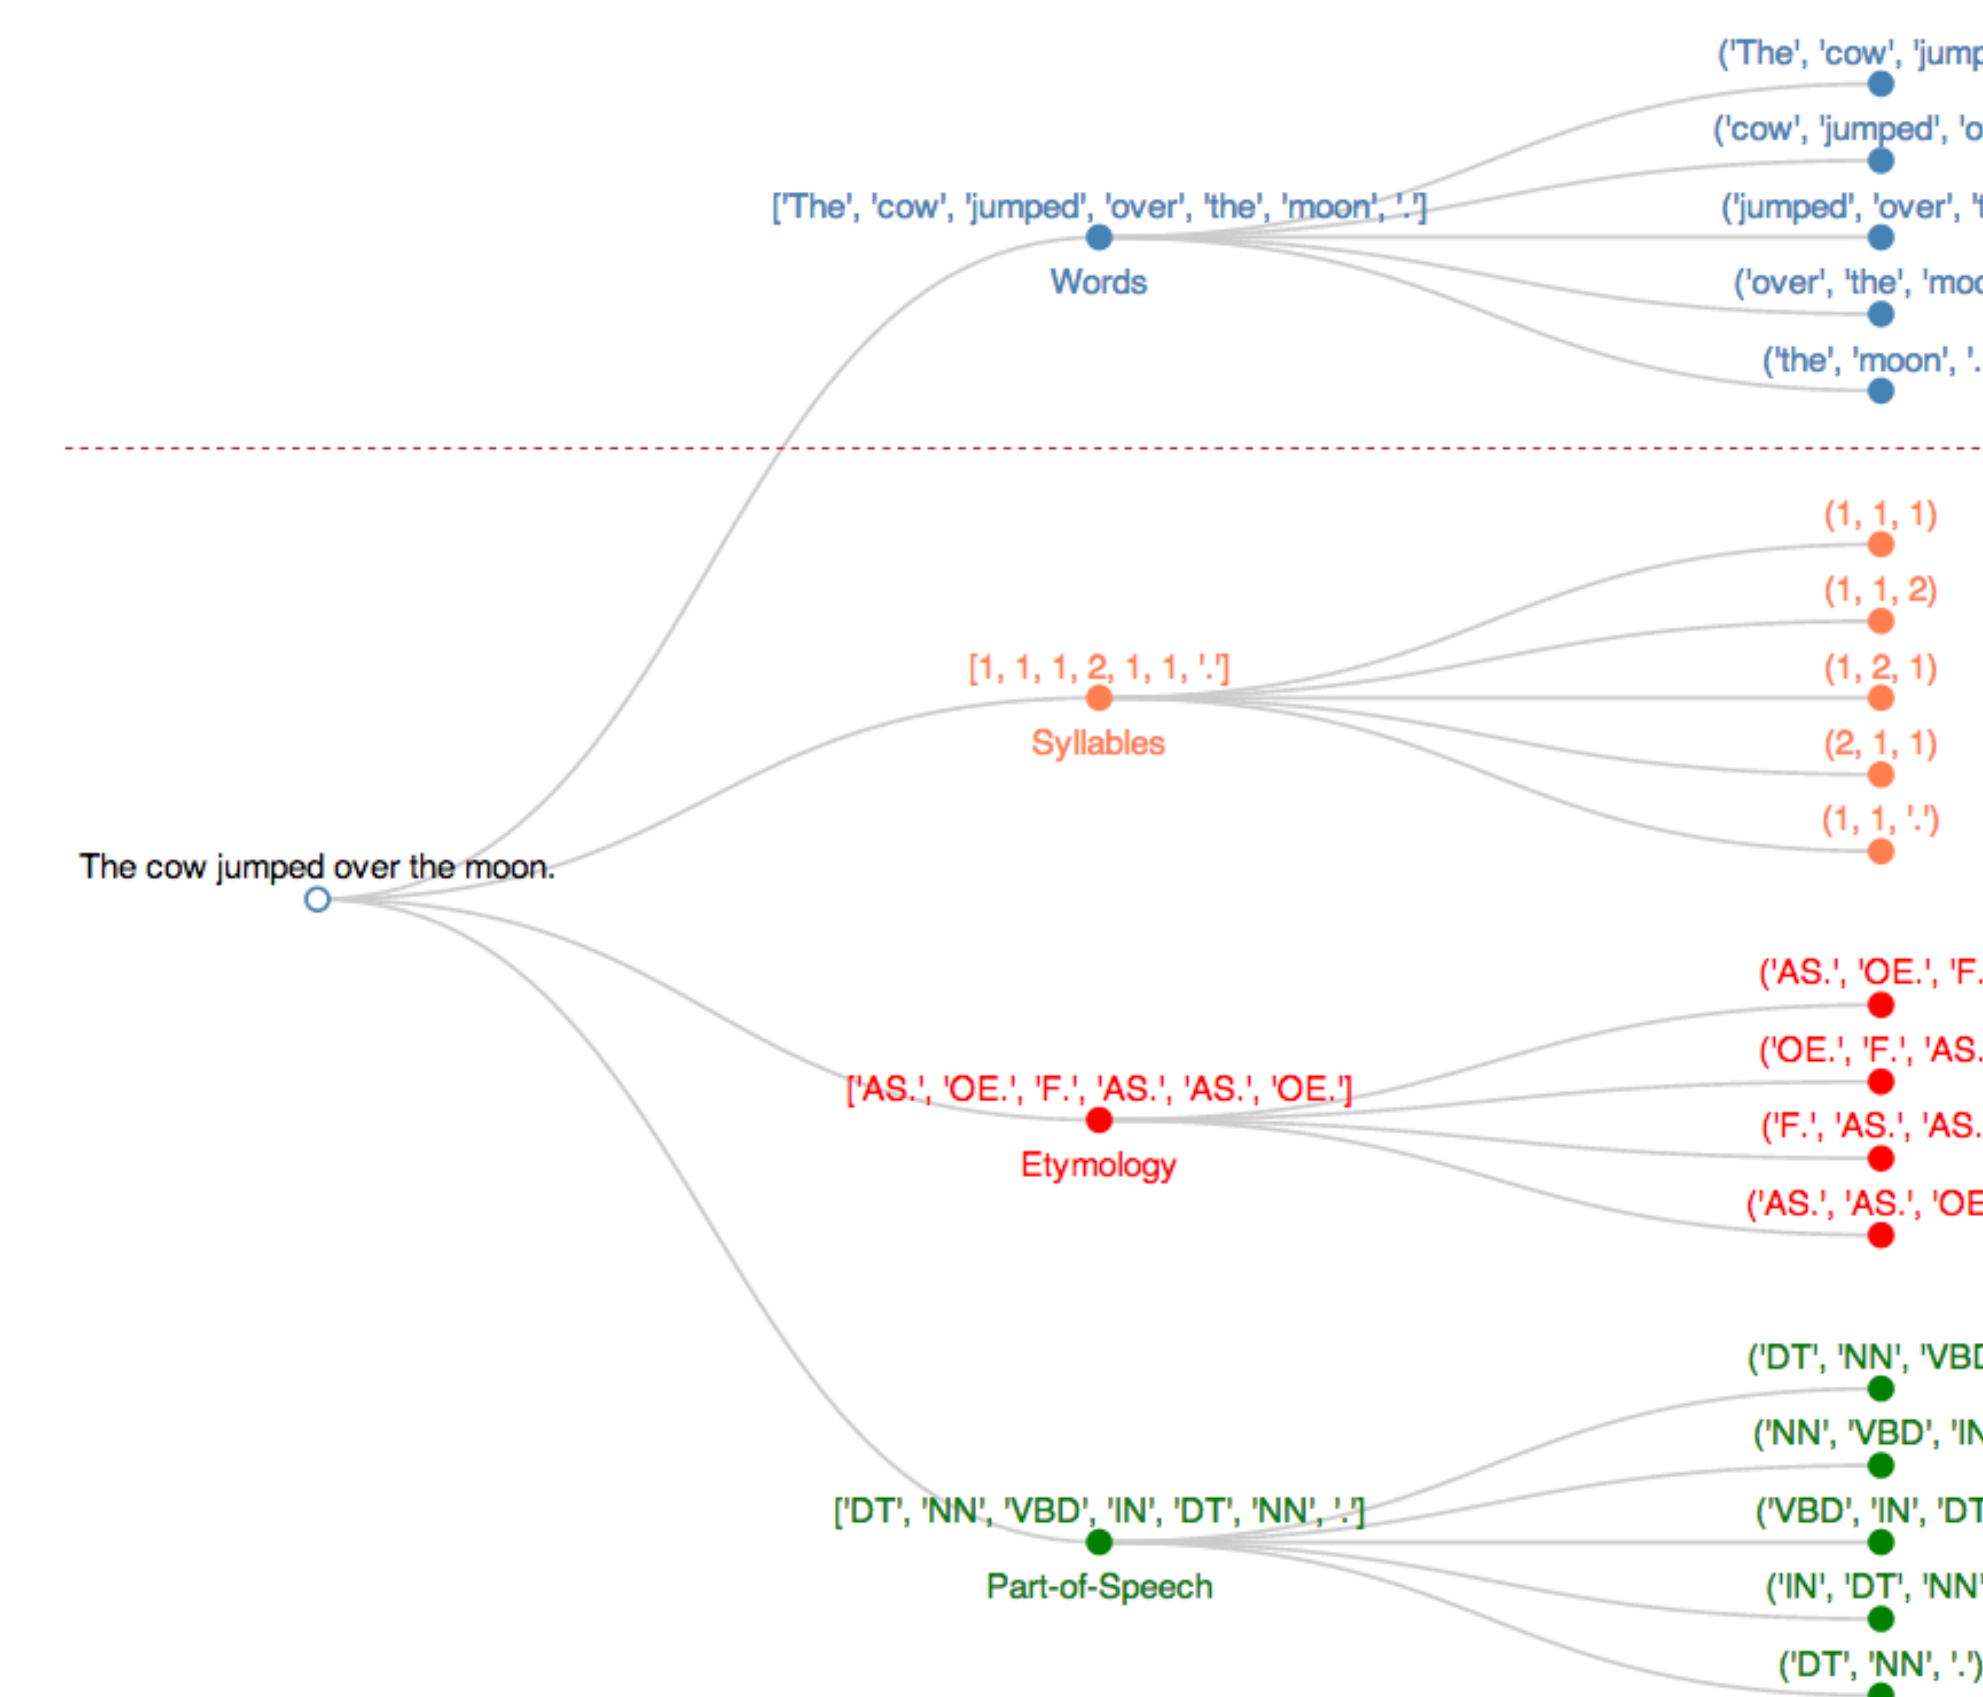 ('The', 'cow', 'jump
('cow', 'jumped', 'o
['The', 'cow', 'jumped', 'over', 'the', 'moon', '.']
('jumped', 'over', 't
Words
('over', 'the', 'moo
('the', 'moon', '.
(1, 1, 1)
(1, 1, 2)
[1, 1, 1, 2, 1, 1, '.']
(1, 2, 1)
Syllables
(2, 1, 1)
(1, 1, '.')
The cow jumped over the moon.
('AS.', 'OE.', 'F.
('OE.', 'F.', 'AS.
['AS.', 'OE.', 'F.', 'AS.', 'AS.', 'OE.']
('F.', 'AS.', 'AS.
Etymology
('AS.', 'AS.', 'OE
('DT', 'NN', 'VBD
('NN', 'VBD', 'IN
['DT', 'NN', 'VBD', 'IN', 'DT', 'NN', '.']
('VBD', 'IN', 'DT
Part-of-Speech
('IN', 'DT', 'NN'
('DT', 'NN', '.')